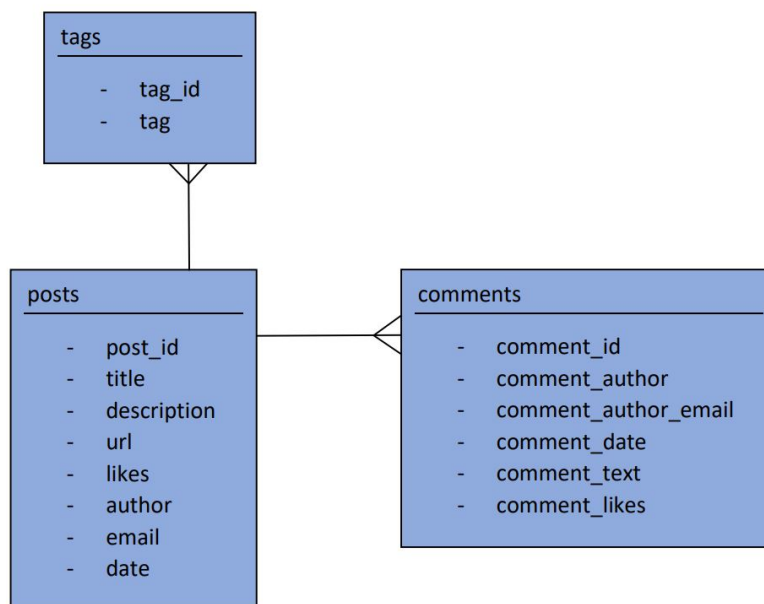 tags
- tag_id
- tag
posts
- post_id
- title
- description
- url
- likes
- author
- email
- date
comments
- comment_id
- comment_author
- comment_author_email
- comment_date
- comment_text
- comment_likes